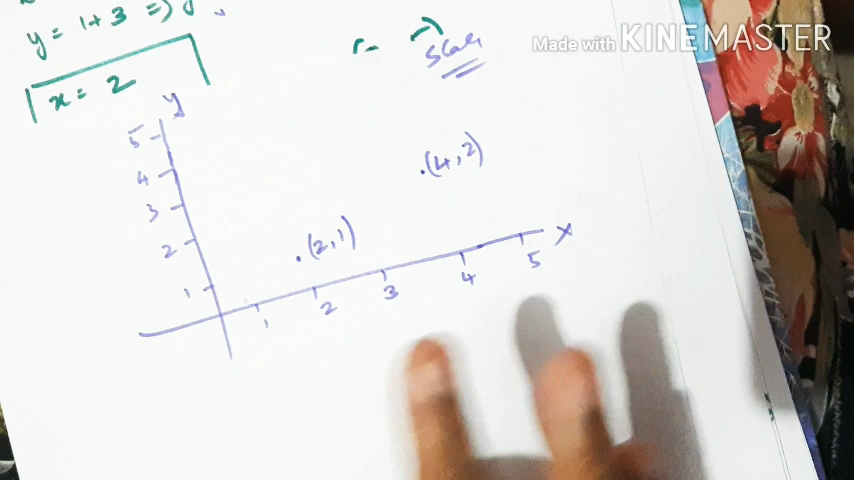 y = 1+3 => y
x = 2
Made with KINEMASTER
Y
5
4
3
2
1
.(4,2)
.(2,1)
X
1 2 3 4 5